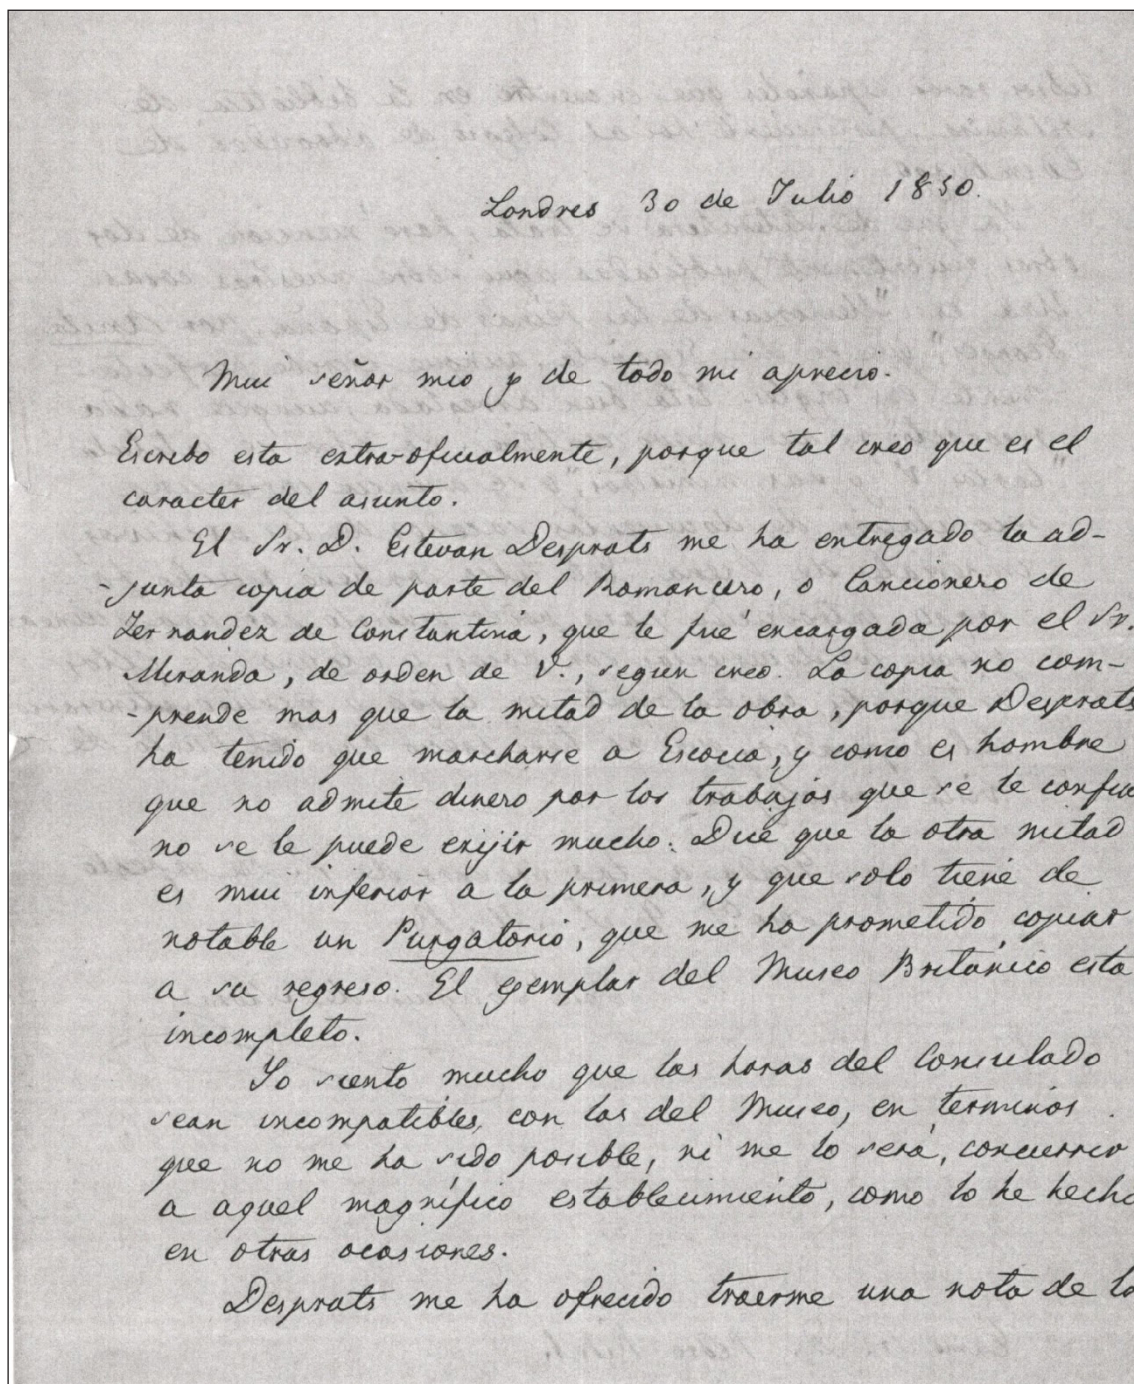 Londres 30 de Julio 1850.
Mui señor mio y de todo mi aprecio.
Escribo esta extra-oficialmente, porque tal creo que es el
caracter del asunto.
El Sr. D. Estevan Desprats me ha entregado la ad-
-junta copia de parte del Romancero, o Cancionero de
Fernandez de Constantina, que le fué encargada por el Sr.
Miranda, de orden de V., segun creo. La copia no com-
-prende mas que la mitad de la obra, porque Desprats
ha tenido que marcharse a Escocia, y como es hombre
que no admite dinero por los trabajos que se le confia
no se le puede exijir mucho. Dice que la otra mitad
es mui inferior a la primera, y que solo tiene de
notable un Purgatorio, que me ha prometido copiar
a su regreso. El ejemplar del Museo Británico esta
incompleto.
Yo siento mucho que las horas del Consulado
sean incompatibles con las del Museo, en terminos
que no me ha sido posible, ni me lo será, concurrir
a aquel magnífico establecimiento, como lo he hecho
en otras ocasiones.
Desprats me ha ofrecido traerme una nota de lo